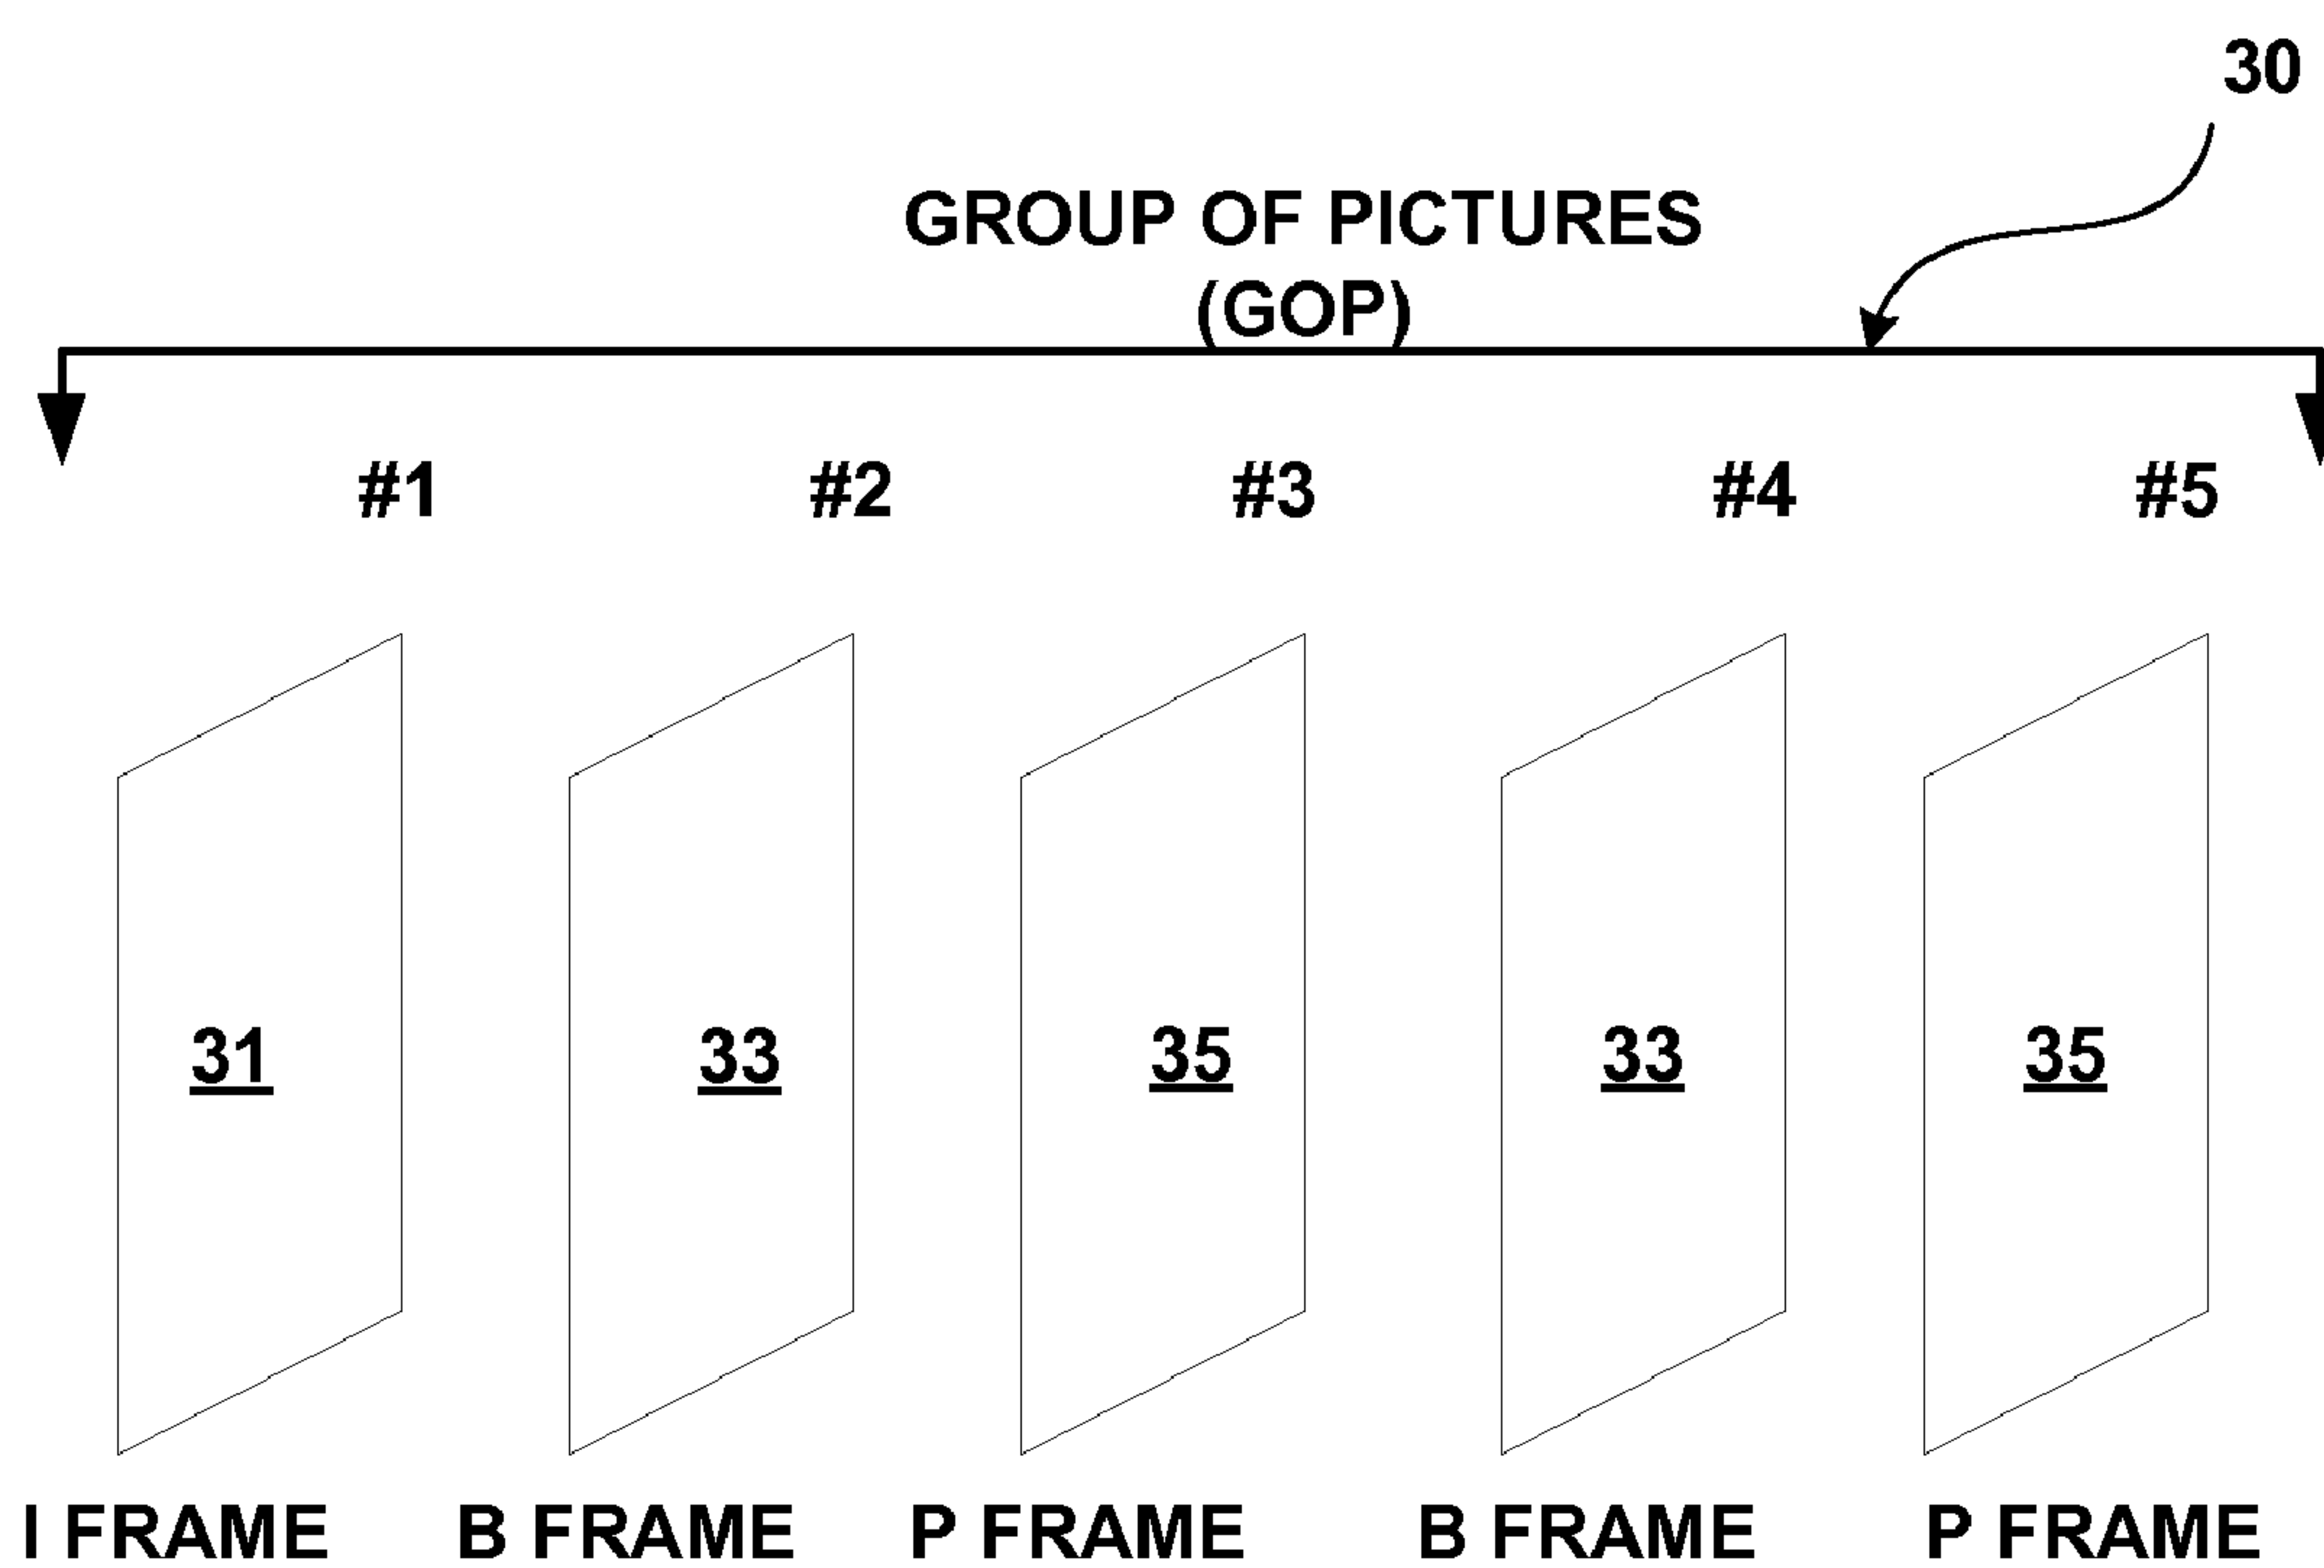 30
GROUP OF PICTURES
(GOP)
#1 #2 #3 #4 #5
31 33 35 33 35
I FRAME B FRAME P FRAME B FRAME P FRAME